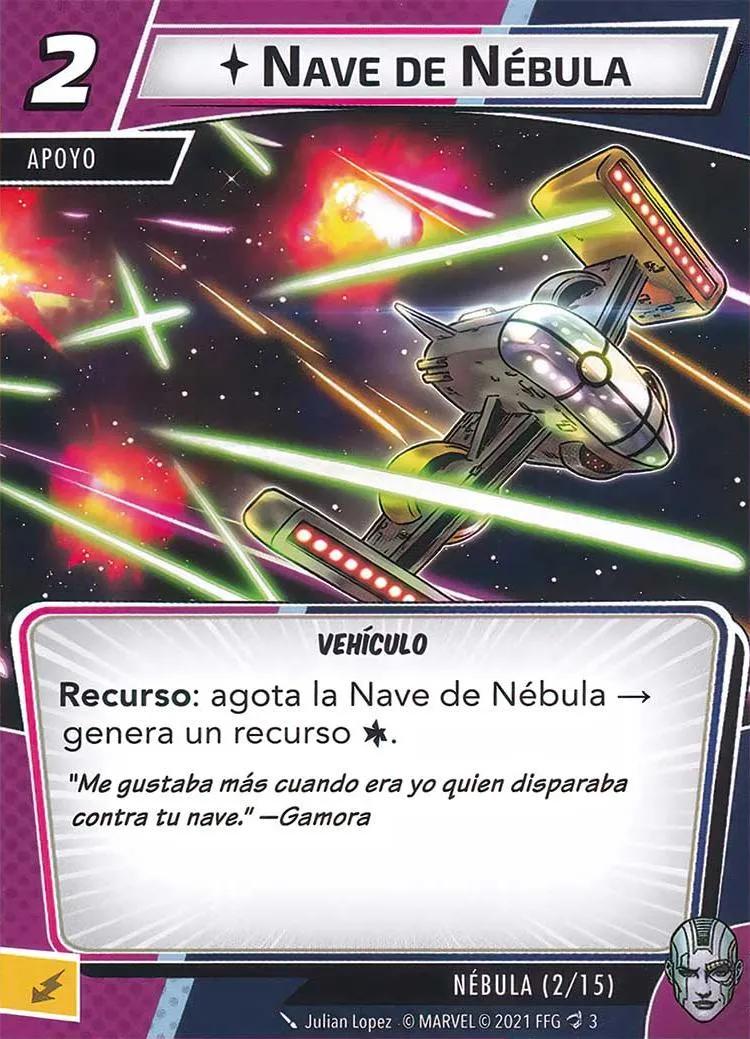 2
NAVE DE NÉBULA
APOYO
VEHÍCULO
Recurso: agota la Nave de Nébula →
genera un recurso ★.
"Me gustaba más cuando era yo quien disparaba
contra tu nave." —Gamora
NÉBULA (2/15)
Julian Lopez © MARVEL © 2021 FFG 3